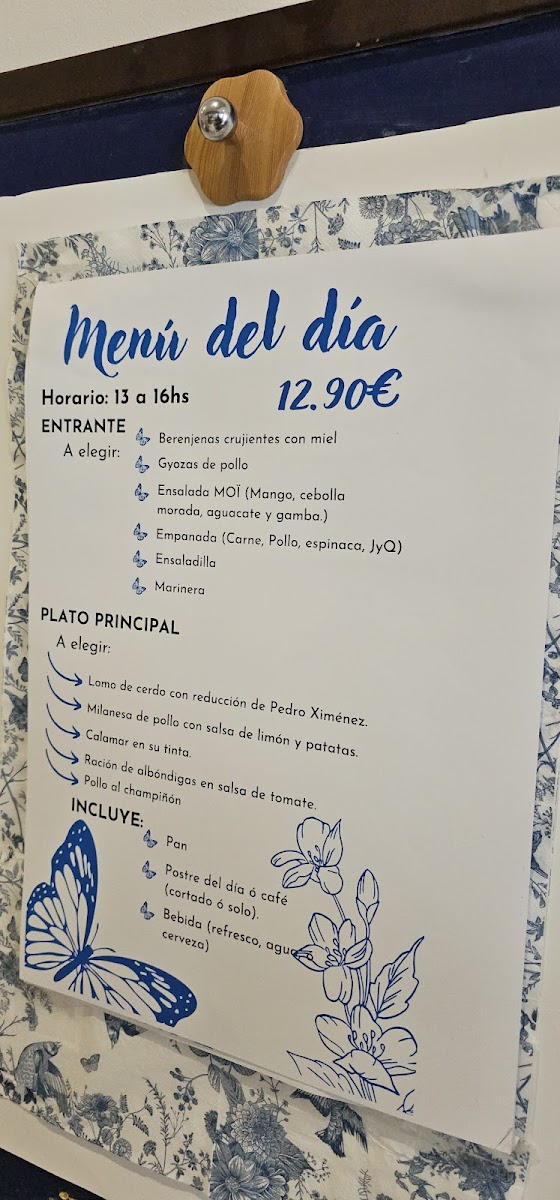 Menú del día
Horario: 13 a 16hs
12.90€
ENTRANTE
A elegir:
Berenjenas crujientes con miel
Gyozas de pollo
Ensalada MOÏ (Mango, cebolla
morada, aguacate y gamba.)
Empanada (Carne, Pollo, espinaca, JyQ)
Ensaladilla
Marinera
PLATO PRINCIPAL
A elegir:
Lomo de cerdo con reducción de Pedro Ximénez.
Milanesa de pollo con salsa de limón y patatas.
Calamar en su tinta.
Ración de albóndigas en salsa de tomate.
Pollo al champiñón
INCLUYE:
Pan
Postre del día ó café
(cortado ó solo).
Bebida (refresco, agua ó
cerveza)